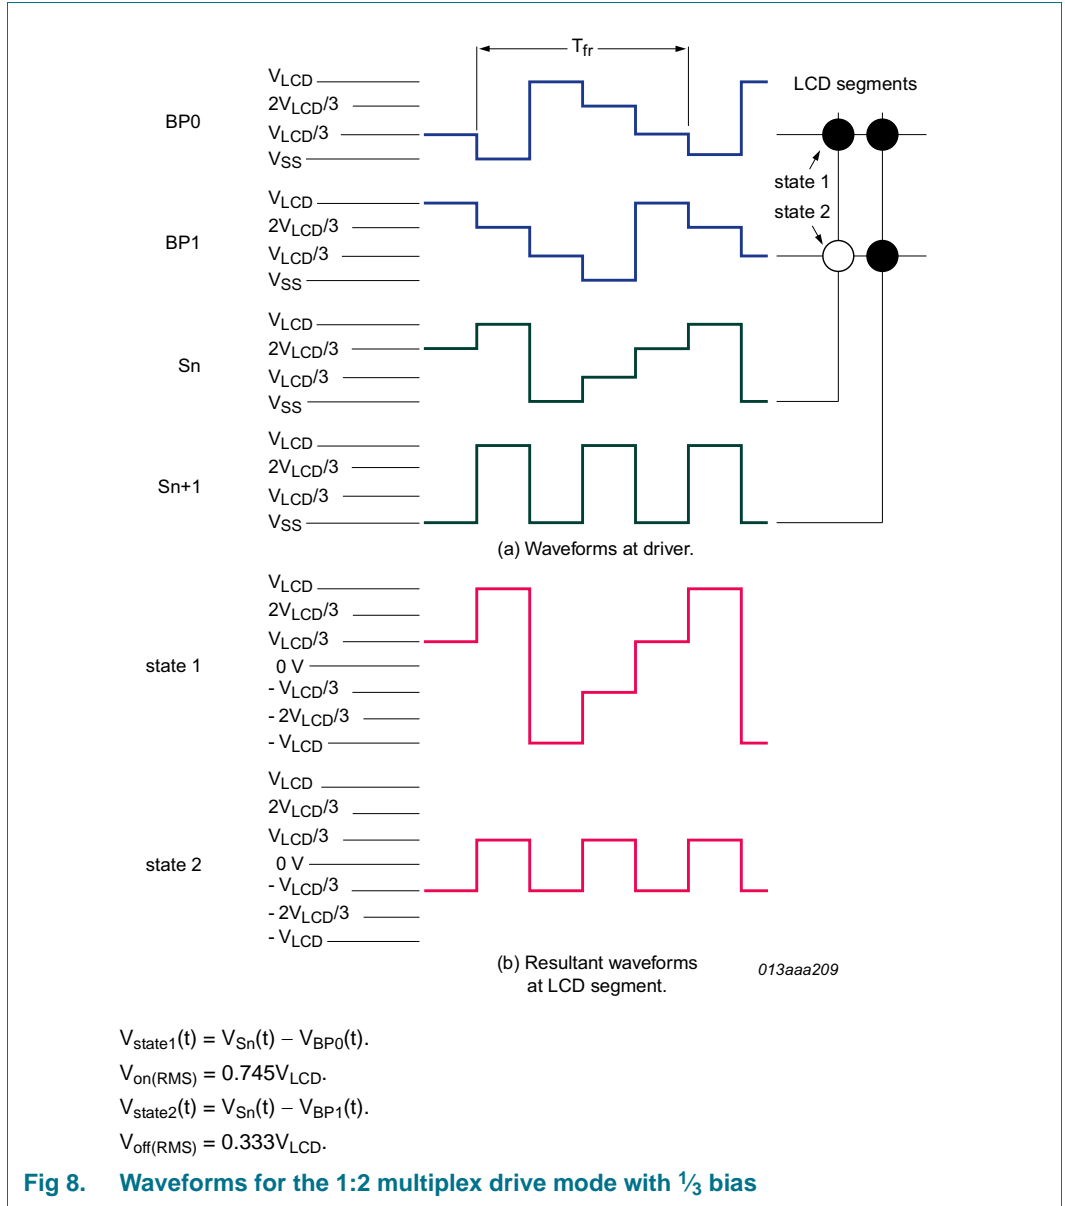 Tfr
BP0
VLCD
2VLCD/3
VLCD/3
VSS
LCD segments
state 1
state 2
BP1
VLCD
2VLCD/3
VLCD/3
VSS
Sn
VLCD
2VLCD/3
VLCD/3
VSS
Sn+1
VLCD
2VLCD/3
VLCD/3
VSS
(a) Waveforms at driver.
state 1
VLCD
2VLCD/3
VLCD/3
0 V
- VLCD/3
- 2VLCD/3
- VLCD
state 2
VLCD
2VLCD/3
VLCD/3
0 V
- VLCD/3
- 2VLCD/3
- VLCD
(b) Resultant waveforms
at LCD segment.
013aaa209
Vstate1(t) = VSn(t) − VBP0(t).
Von(RMS) = 0.745VLCD.
Vstate2(t) = VSn(t) − VBP1(t).
Voff(RMS) = 0.333VLCD.
Fig 8. Waveforms for the 1:2 multiplex drive mode with 1⁄3 bias